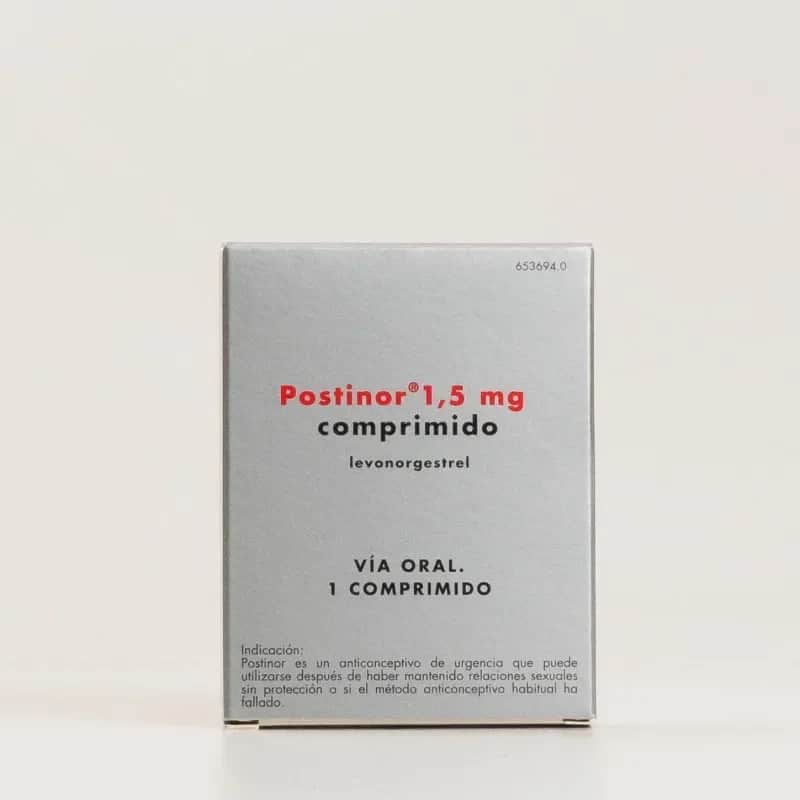 653694.0
Postinor® 1,5 mg
comprimido
levonorgestrel
VÍA ORAL.
1 COMPRIMIDO
Indicación:
Postinor es un anticonceptivo de urgencia que puede
utilizarse después de haber mantenido relaciones sexuales
sin protección a si el método anticonceptivo habitual ha
fallado.